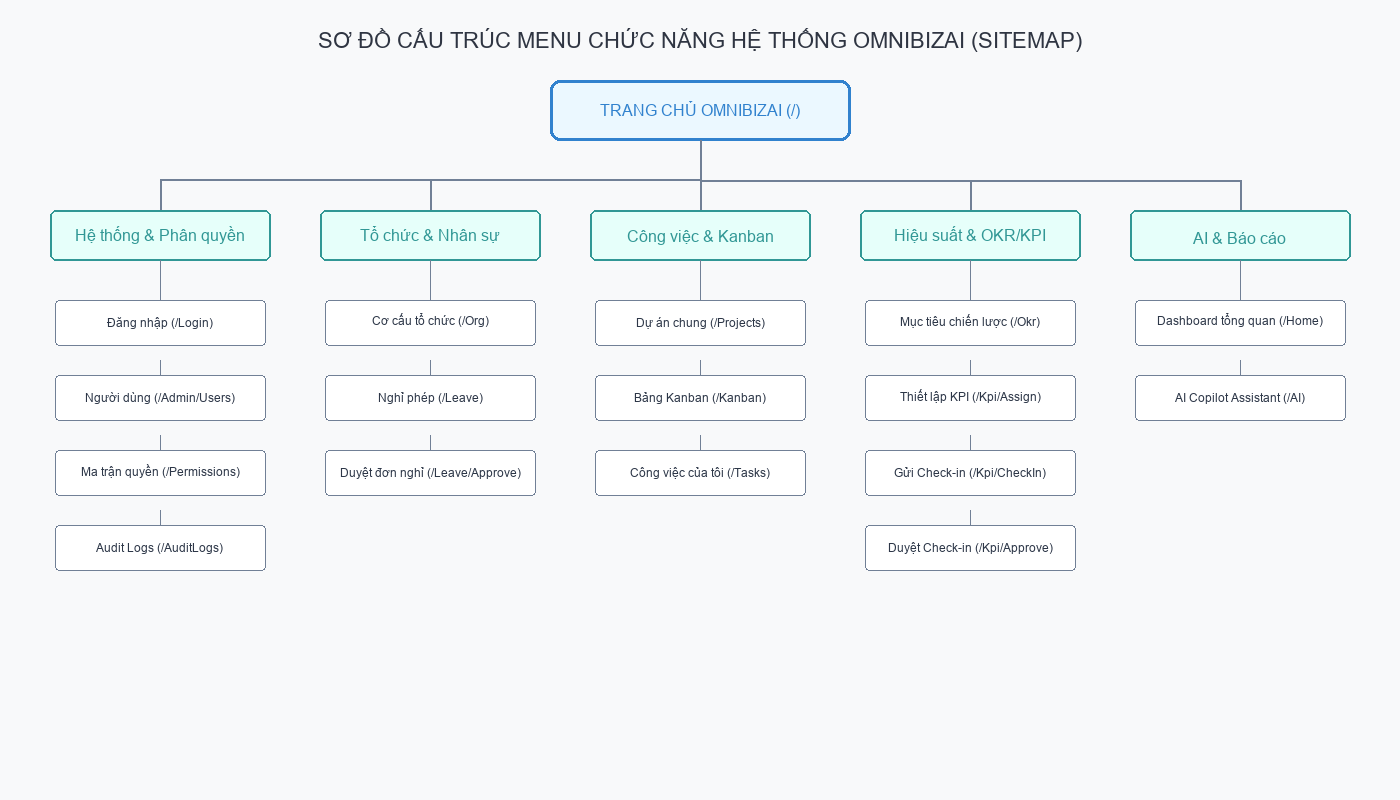 SƠ ĐỒ CẤU TRÚC MENU CHỨC NĂNG HỆ THỐNG OMNIBIZAI (SITEMAP)
TRANG CHỦ OMNIBIZAI (/)
Hệ thống & Phân quyền
Tổ chức & Nhân sự
Công việc & Kanban
Hiệu suất & OKR/KPI
AI & Báo cáo
Đăng nhập (/Login)
Cơ cấu tổ chức (/Org)
Dự án chung (/Projects)
Mục tiêu chiến lược (/Okr)
Dashboard tổng quan (/Home)
Người dùng (/Admin/Users)
Nghỉ phép (/Leave)
Bảng Kanban (/Kanban)
Thiết lập KPI (/Kpi/Assign)
AI Copilot Assistant (/AI)
Ma trận quyền (/Permissions)
Duyệt đơn nghỉ (/Leave/Approve)
Công việc của tôi (/Tasks)
Gửi Check-in (/Kpi/CheckIn)
Audit Logs (/AuditLogs)
Duyệt Check-in (/Kpi/Approve)